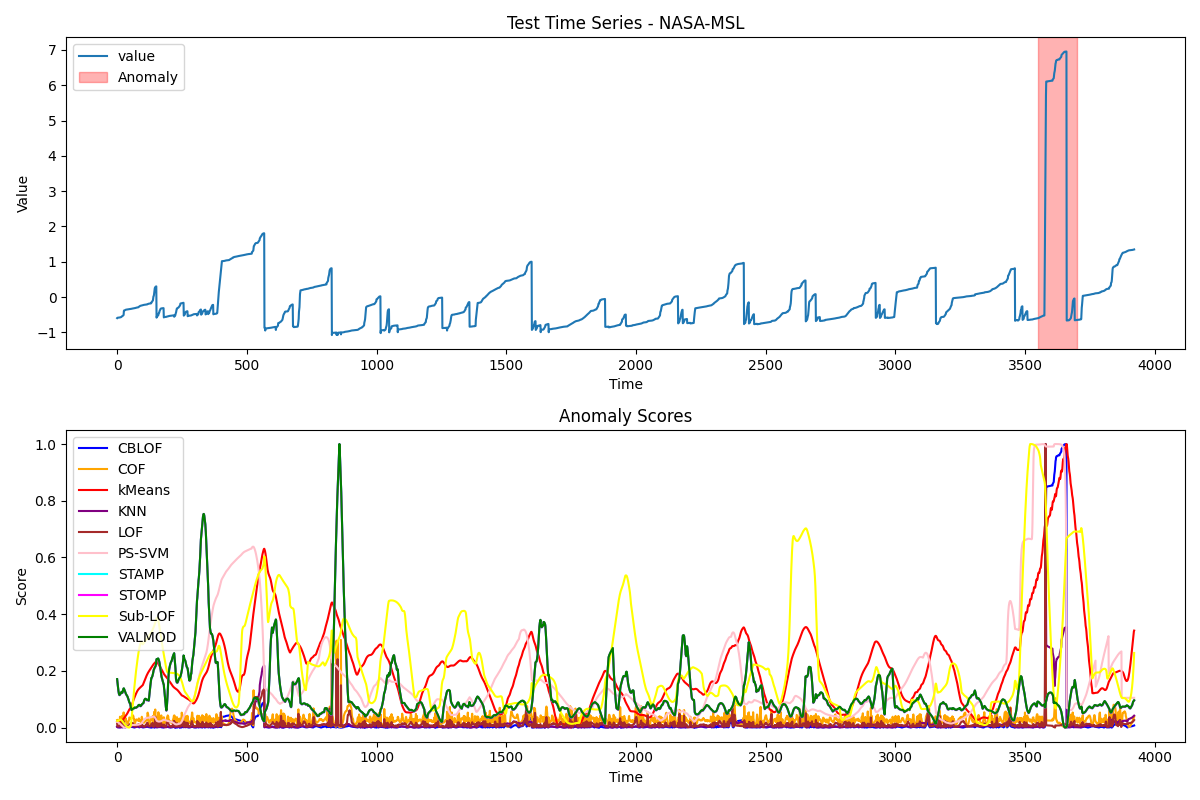 Test Time Series - NASA-MSL
value
Anomaly
7
6
5
4
3
2
1
0
−1
Value
0
500
1000
1500
2000
2500
3000
3500
4000
Time
Anomaly Scores
CBLOF
COF
kMeans
KNN
LOF
PS-SVM
STAMP
STOMP
Sub-LOF
VALMOD
1.0
0.8
0.6
0.4
0.2
0.0
Score
0
500
1000
1500
2000
2500
3000
3500
4000
Time